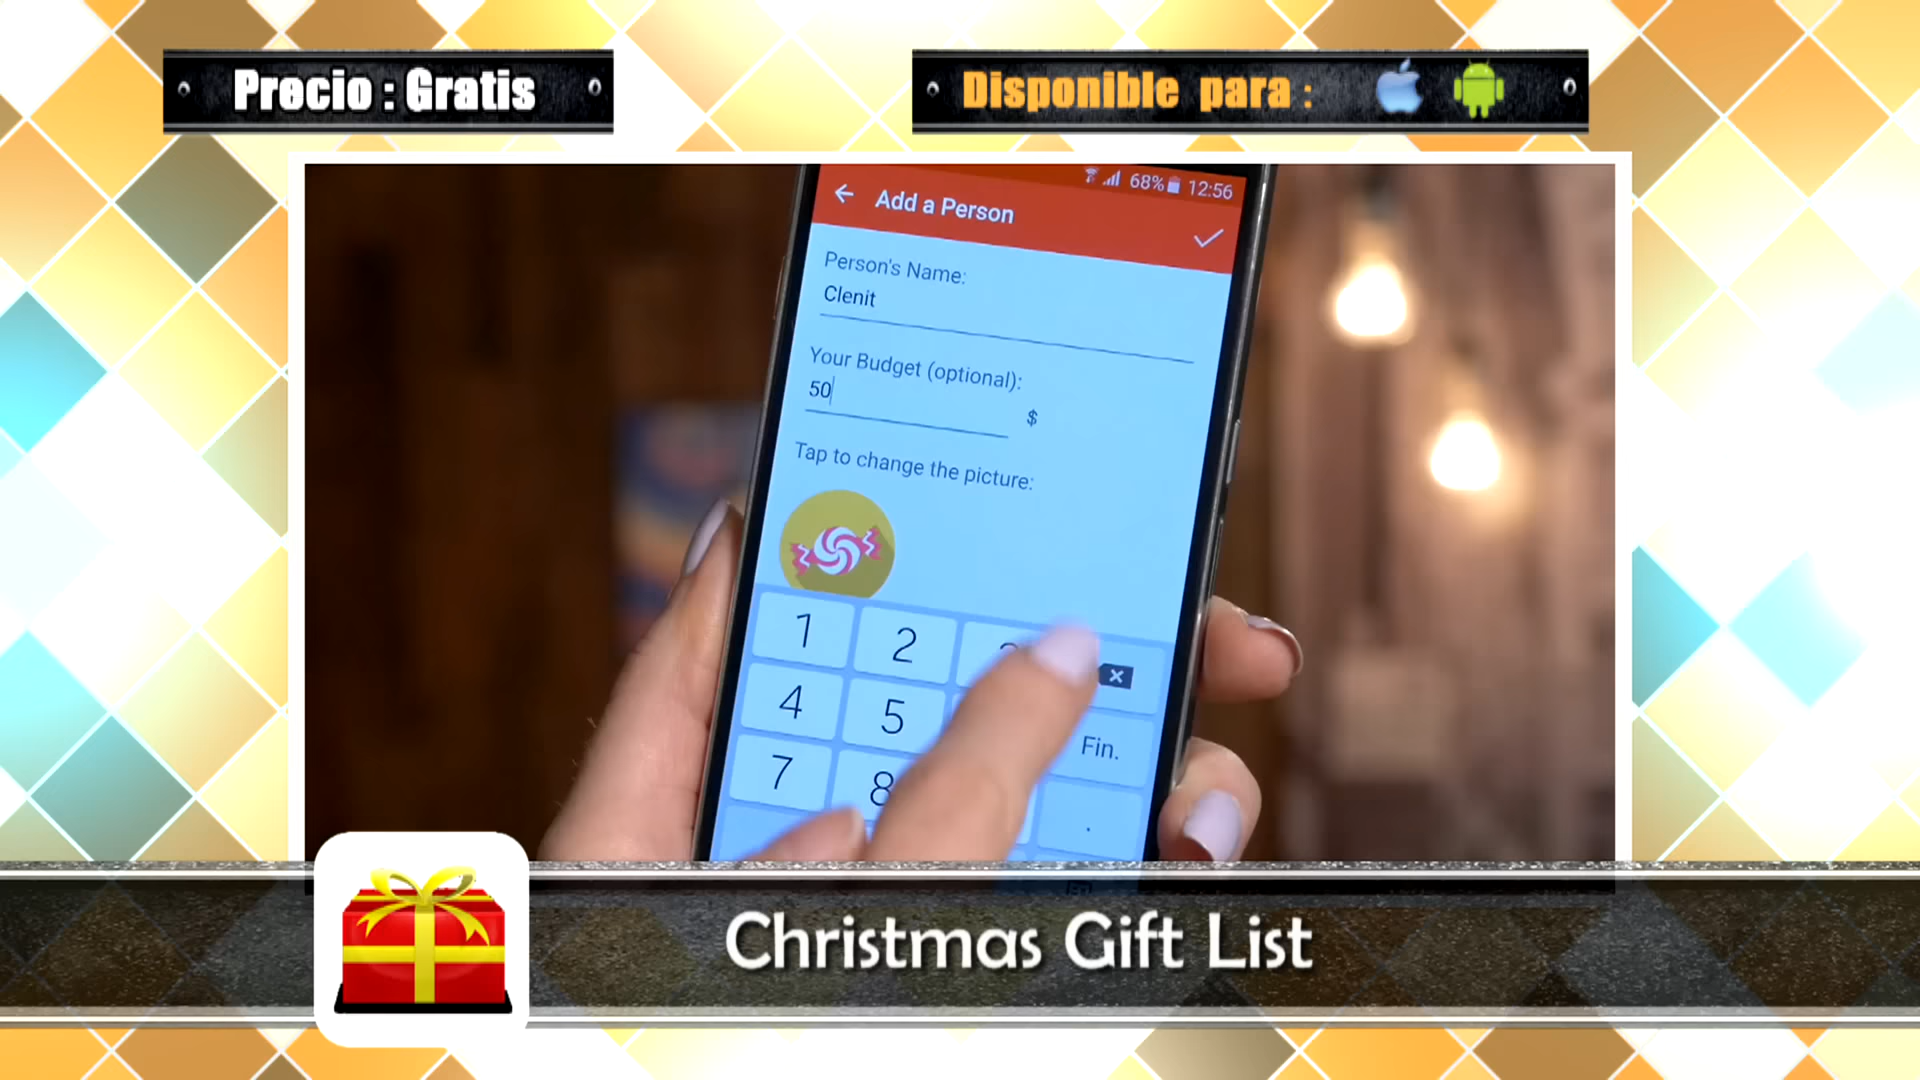 Precio : Gratis
Disponible para :
68% 12:56
Add a Person
Person's Name:
Clenit
Your Budget (optional):
50
$
Tap to change the picture:
1 2
4 5
Fin.
7 8
.
Christmas Gift List